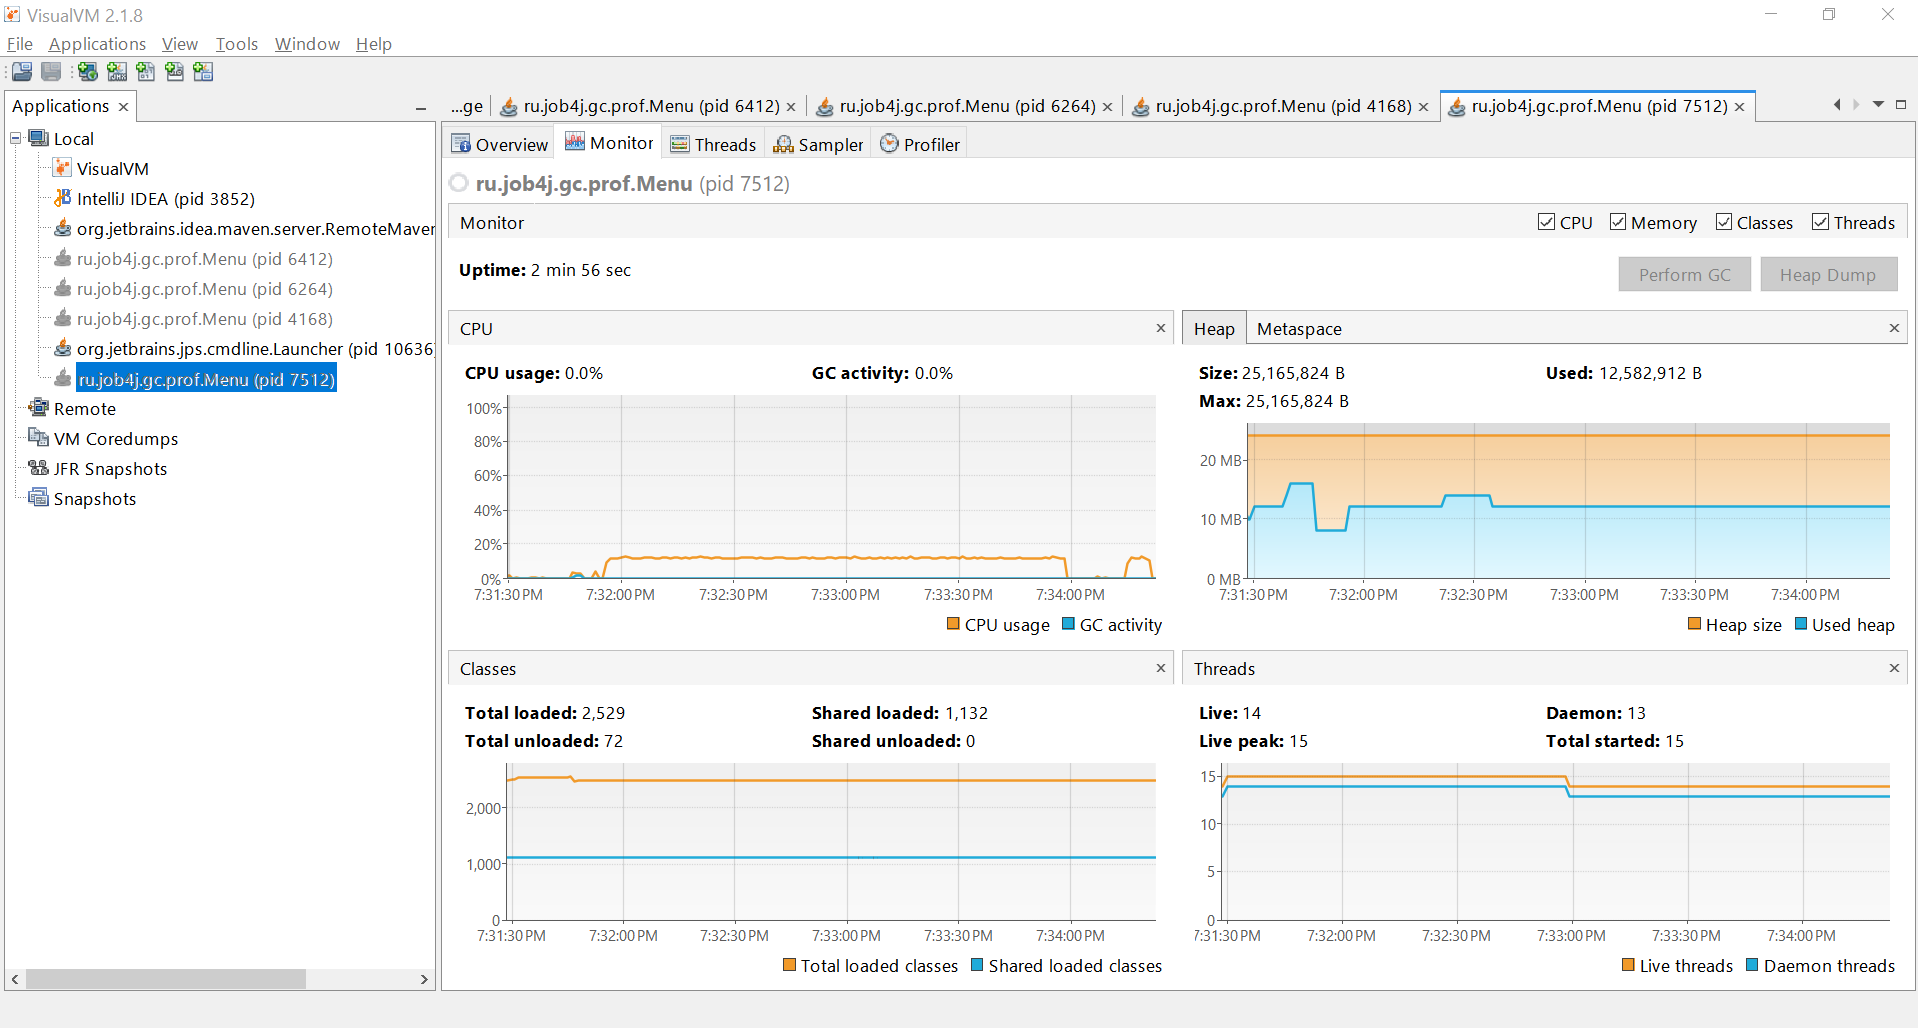 VisualVM 2.1.8
File Applications View Tools Window Help
Applications
...ge
ru.job4j.gc.prof.Menu (pid 6412)
ru.job4j.gc.prof.Menu (pid 6264)
ru.job4j.gc.prof.Menu (pid 4168)
ru.job4j.gc.prof.Menu (pid 7512)
Local
VisualVM
IntelliJ IDEA (pid 3852)
org.jetbrains.idea.maven.server.RemoteMaver
ru.job4j.gc.prof.Menu (pid 6412)
ru.job4j.gc.prof.Menu (pid 6264)
ru.job4j.gc.prof.Menu (pid 4168)
org.jetbrains.jps.cmdline.Launcher (pid 10636)
ru.job4j.gc.prof.Menu (pid 7512)
Remote
VM Coredumps
JFR Snapshots
Snapshots
Overview Monitor Threads Sampler Profiler
ru.job4j.gc.prof.Menu (pid 7512)
Monitor
CPU Memory Classes Threads
Uptime: 2 min 56 sec
Perform GC Heap Dump
CPU
CPU usage: 0.0% GC activity: 0.0%
100%
80%
60%
40%
20%
0%
7:31:30 PM 7:32:00 PM 7:32:30 PM 7:33:00 PM 7:33:30 PM 7:34:00 PM
CPU usage GC activity
Heap Metaspace
Size: 25,165,824 B Used: 12,582,912 B
Max: 25,165,824 B
20 MB
10 MB
0 MB
7:31:30 PM 7:32:00 PM 7:32:30 PM 7:33:00 PM 7:33:30 PM 7:34:00 PM
Heap size Used heap
Classes
Total loaded: 2,529 Shared loaded: 1,132
Total unloaded: 72 Shared unloaded: 0
2,000
1,000
0
7:31:30 PM 7:32:00 PM 7:32:30 PM 7:33:00 PM 7:33:30 PM 7:34:00 PM
Total loaded classes Shared loaded classes
Threads
Live: 14 Daemon: 13
Live peak: 15 Total started: 15
15
10
5
0
7:31:30 PM 7:32:00 PM 7:32:30 PM 7:33:00 PM 7:33:30 PM 7:34:00 PM
Live threads Daemon threads